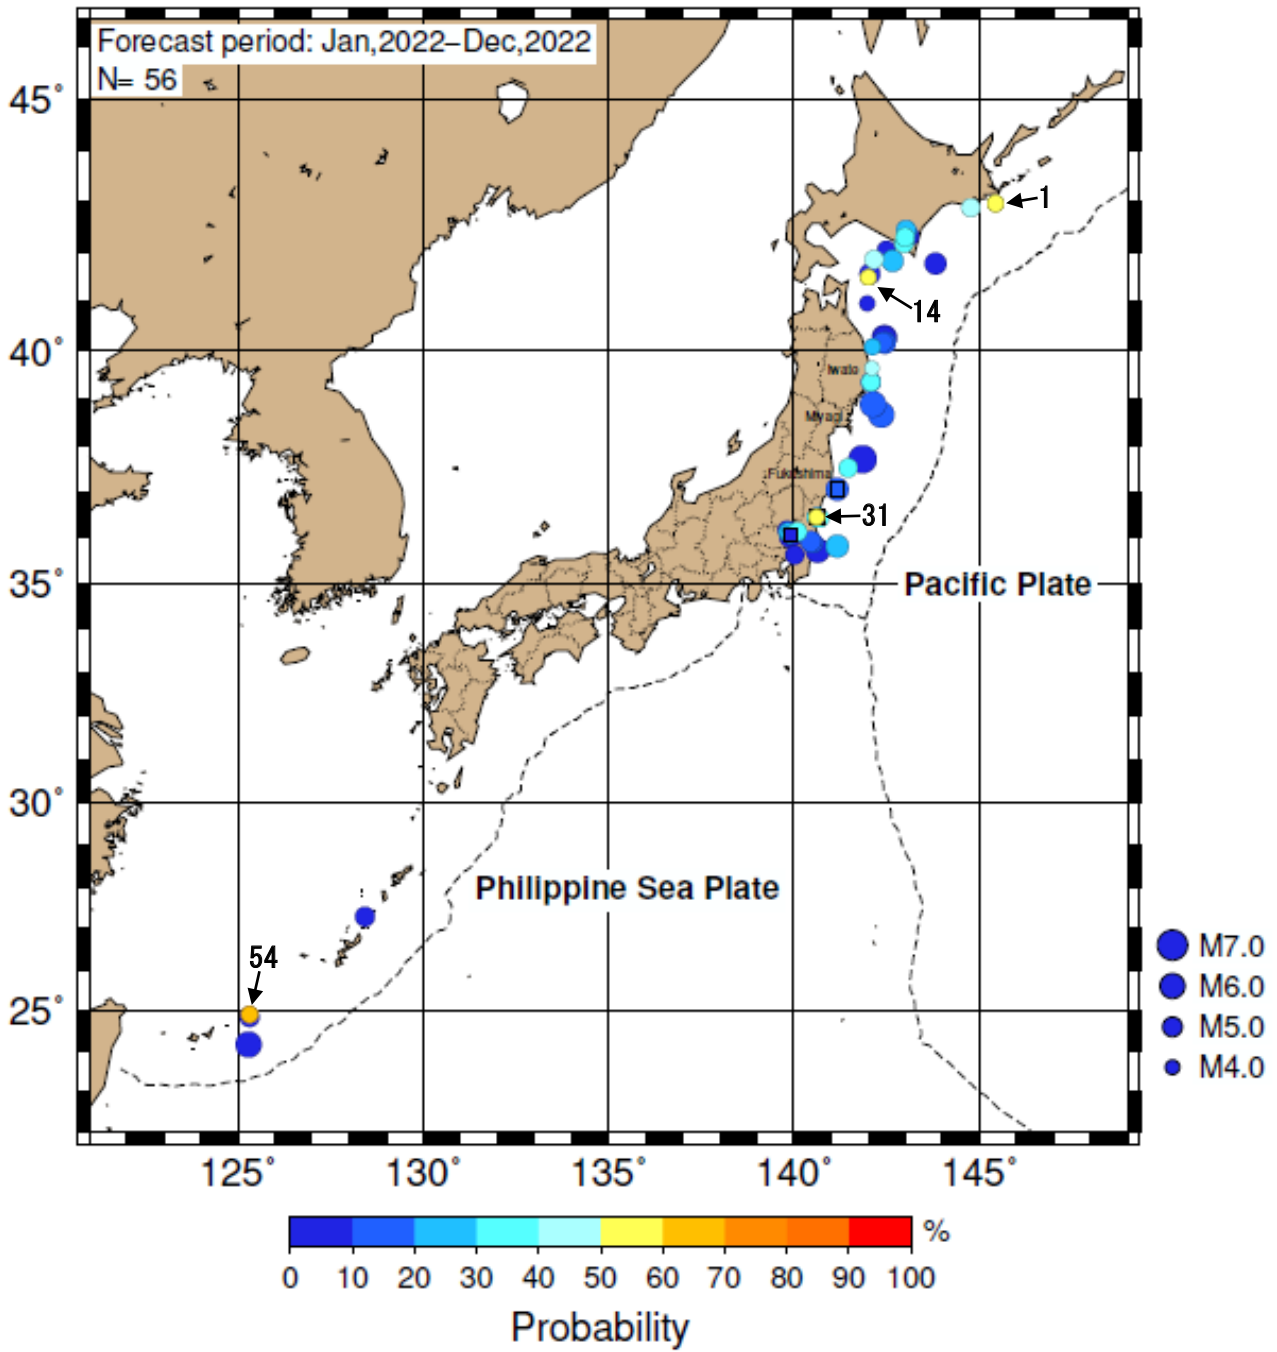 Forecast period: Jan,2022–Dec,2022
N= 56
45°
1
14
40°
Iwate
Miyagi
Fukushima
31
35°
Pacific Plate
30°
Philippine Sea Plate
54
25°
M7.0
M6.0
M5.0
M4.0
125° 130° 135° 140° 145°
%
0 10 20 30 40 50 60 70 80 90 100
Probability